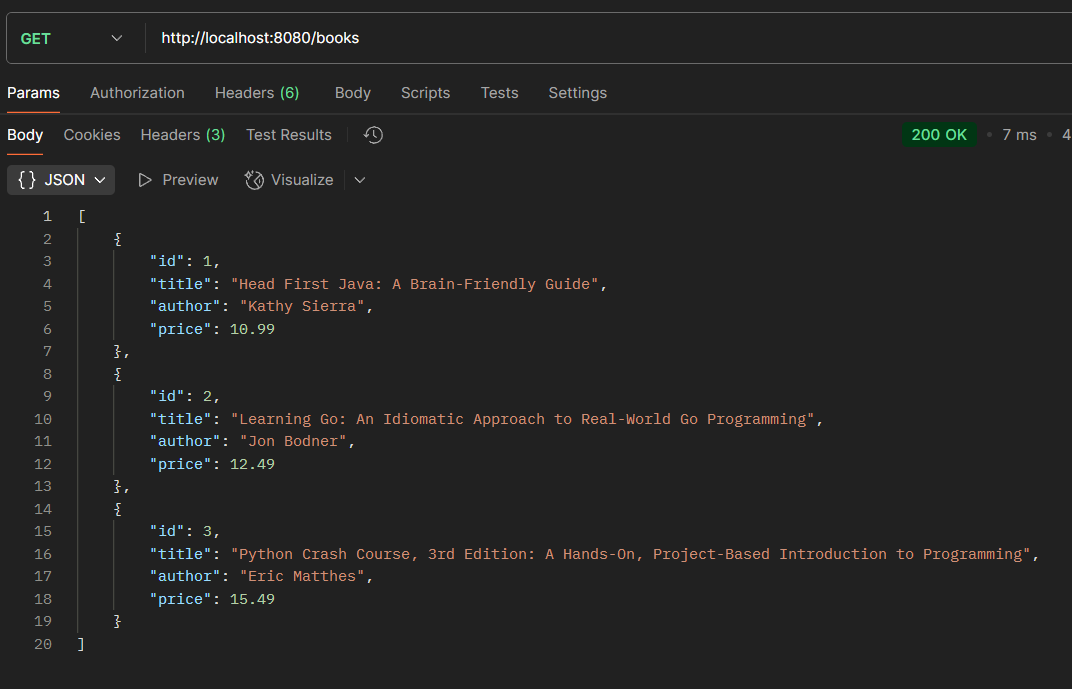 GET http://localhost:8080/books
Params Authorization Headers (6) Body Scripts Tests Settings
Body Cookies Headers (3) Test Results 200 OK • 7 ms • 4
{} JSON Preview Visualize
1 [
2 {
3 "id": 1,
4 "title": "Head First Java: A Brain-Friendly Guide",
5 "author": "Kathy Sierra",
6 "price": 10.99
7 },
8 {
9 "id": 2,
10 "title": "Learning Go: An Idiomatic Approach to Real-World Go Programming",
11 "author": "Jon Bodner",
12 "price": 12.49
13 },
14 {
15 "id": 3,
16 "title": "Python Crash Course, 3rd Edition: A Hands-On, Project-Based Introduction to Programming",
17 "author": "Eric Matthes",
18 "price": 15.49
19 }
20 ]